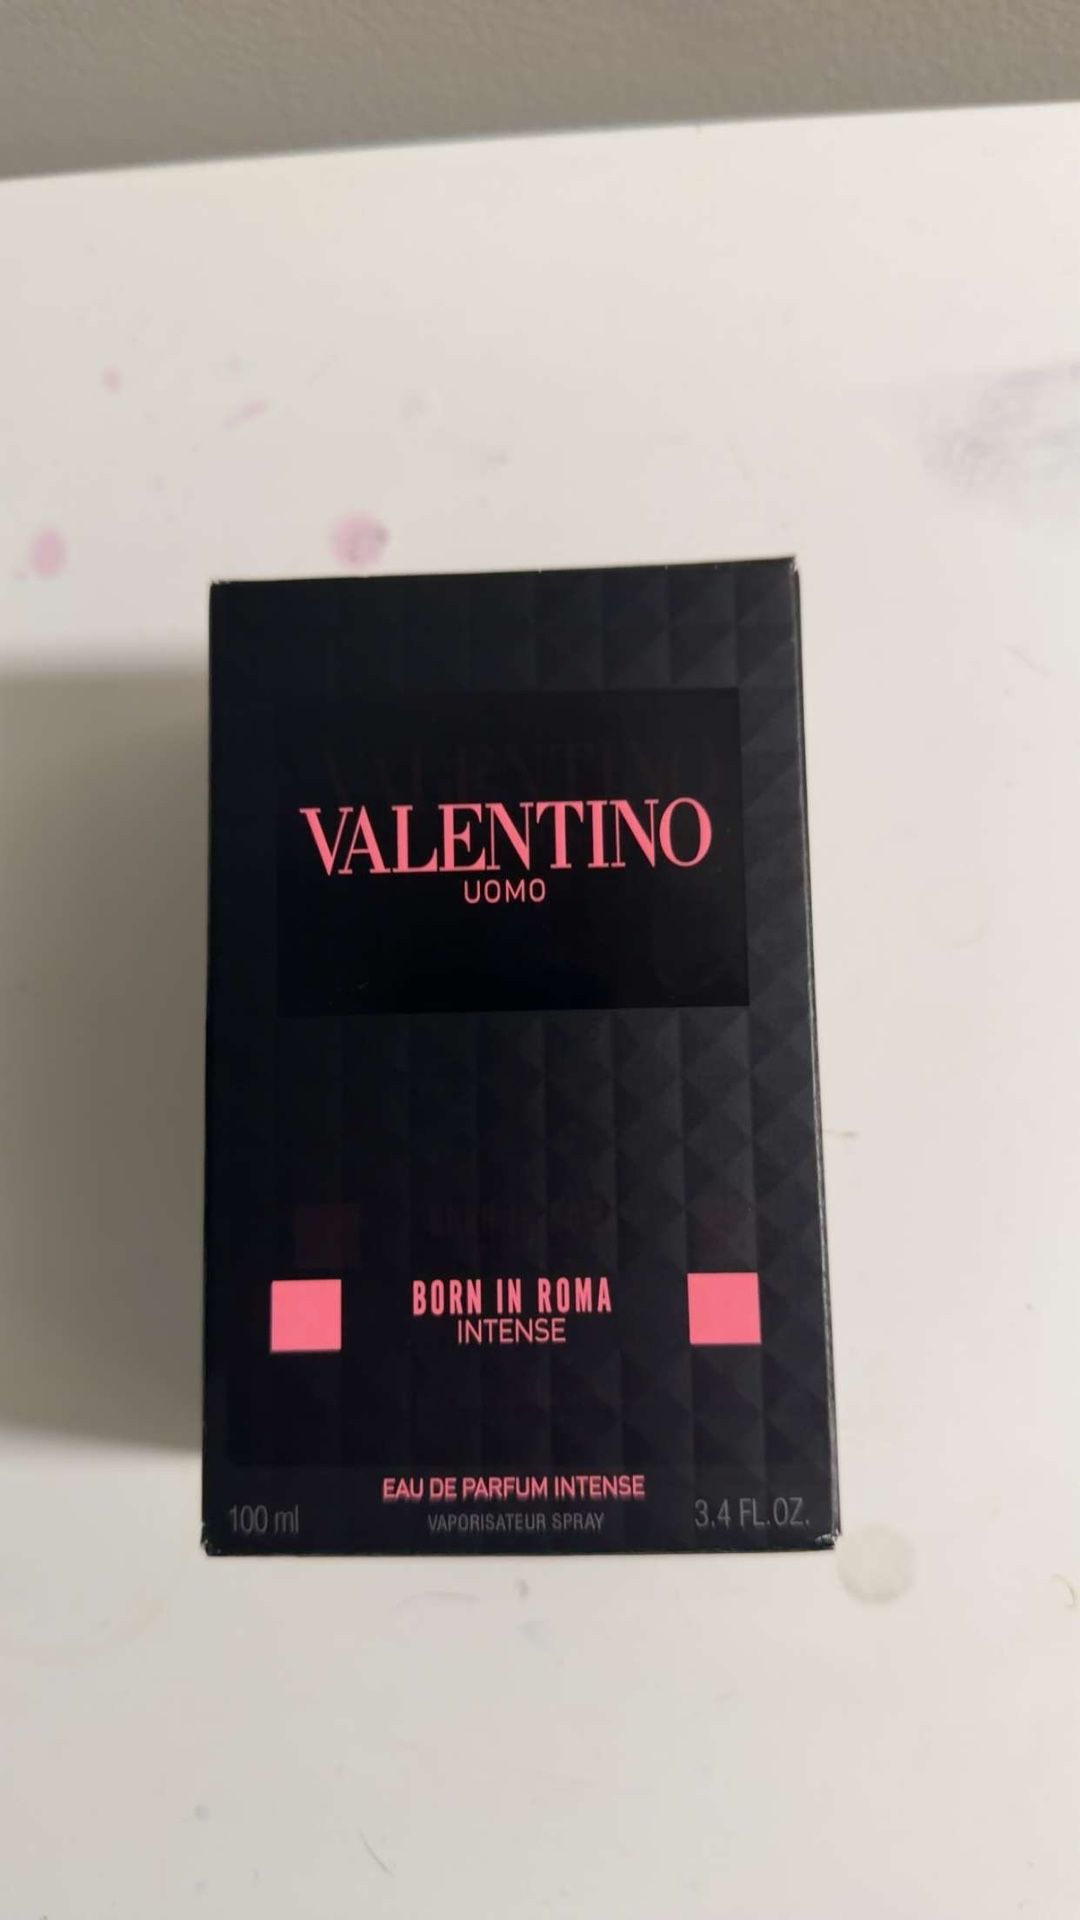 VALENTINO
UOMO
BORN IN ROMA
INTENSE
EAU DE PARFUM INTENSE
100 ml VAPORISATEUR SPRAY 3.4 FL.OZ.